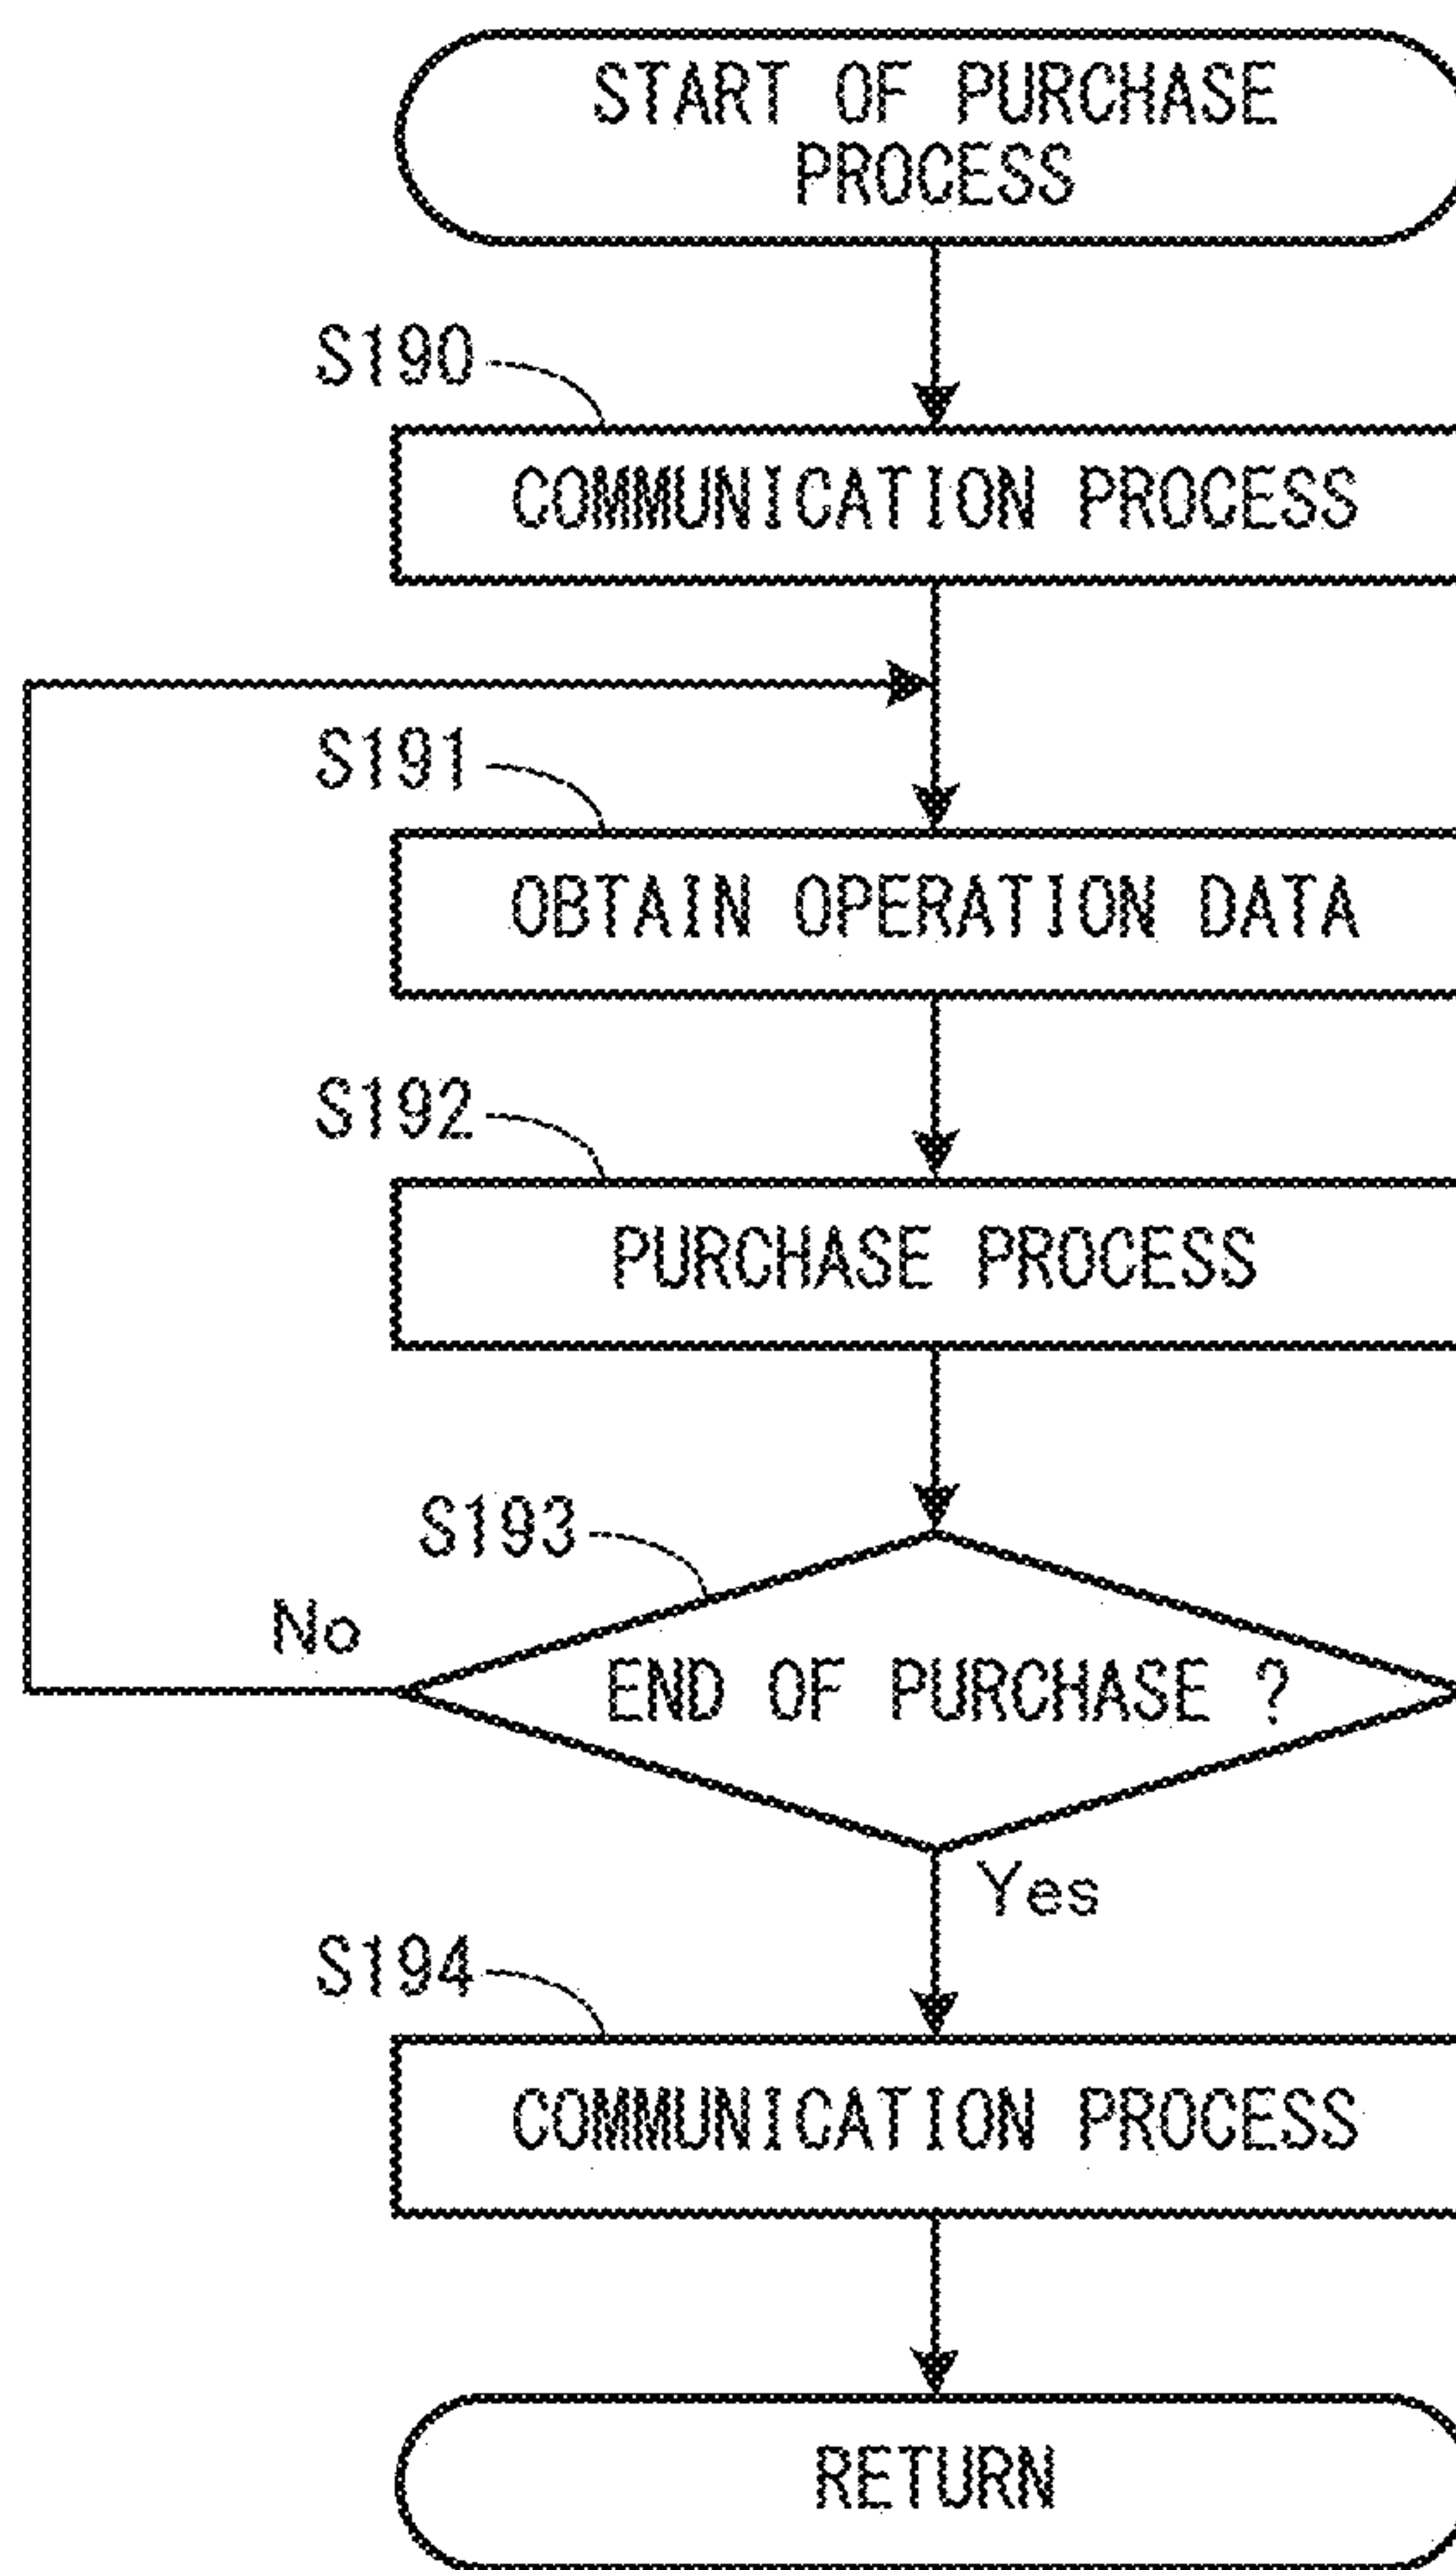 START OF PURCHASE
PROCESS
S190
COMMUNICATION PROCESS
S191
OBTAIN OPERATION DATA
S192
PURCHASE PROCESS
S193
No
END OF PURCHASE ?
Yes
S194
COMMUNICATION PROCESS
RETURN